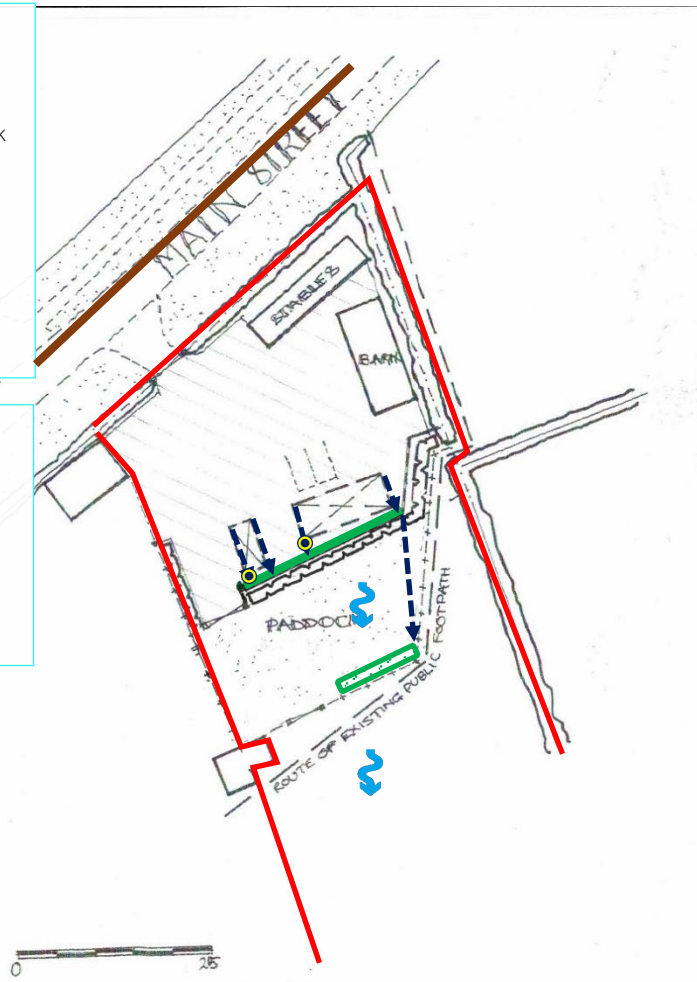 K
MAIN STREET
STABLES
BARN
PADDOCK
ROUTE OF EXISTING PUBLIC FOOTPATH
0 25